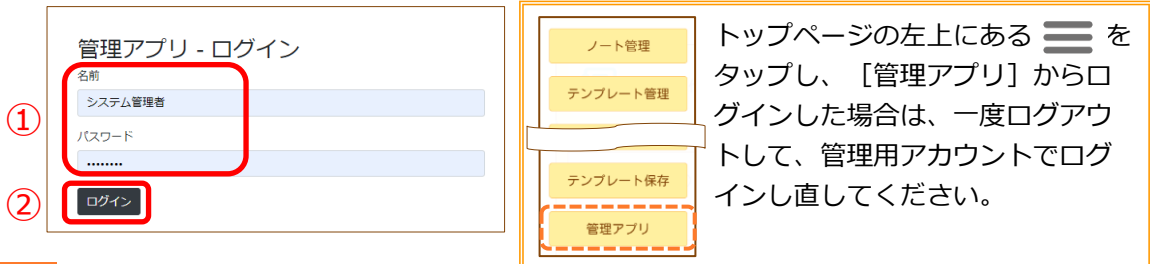 管理アプリ - ログイン
名前
システム管理者
パスワード
••••••••
ログイン
①
②
ノート管理
テンプレート管理
テンプレート保存
管理アプリ
トップページの左上にある を
タップし、［管理アプリ］からロ
グインした場合は、一度ログアウ
トして、管理用アカウントでログ
インし直してください。